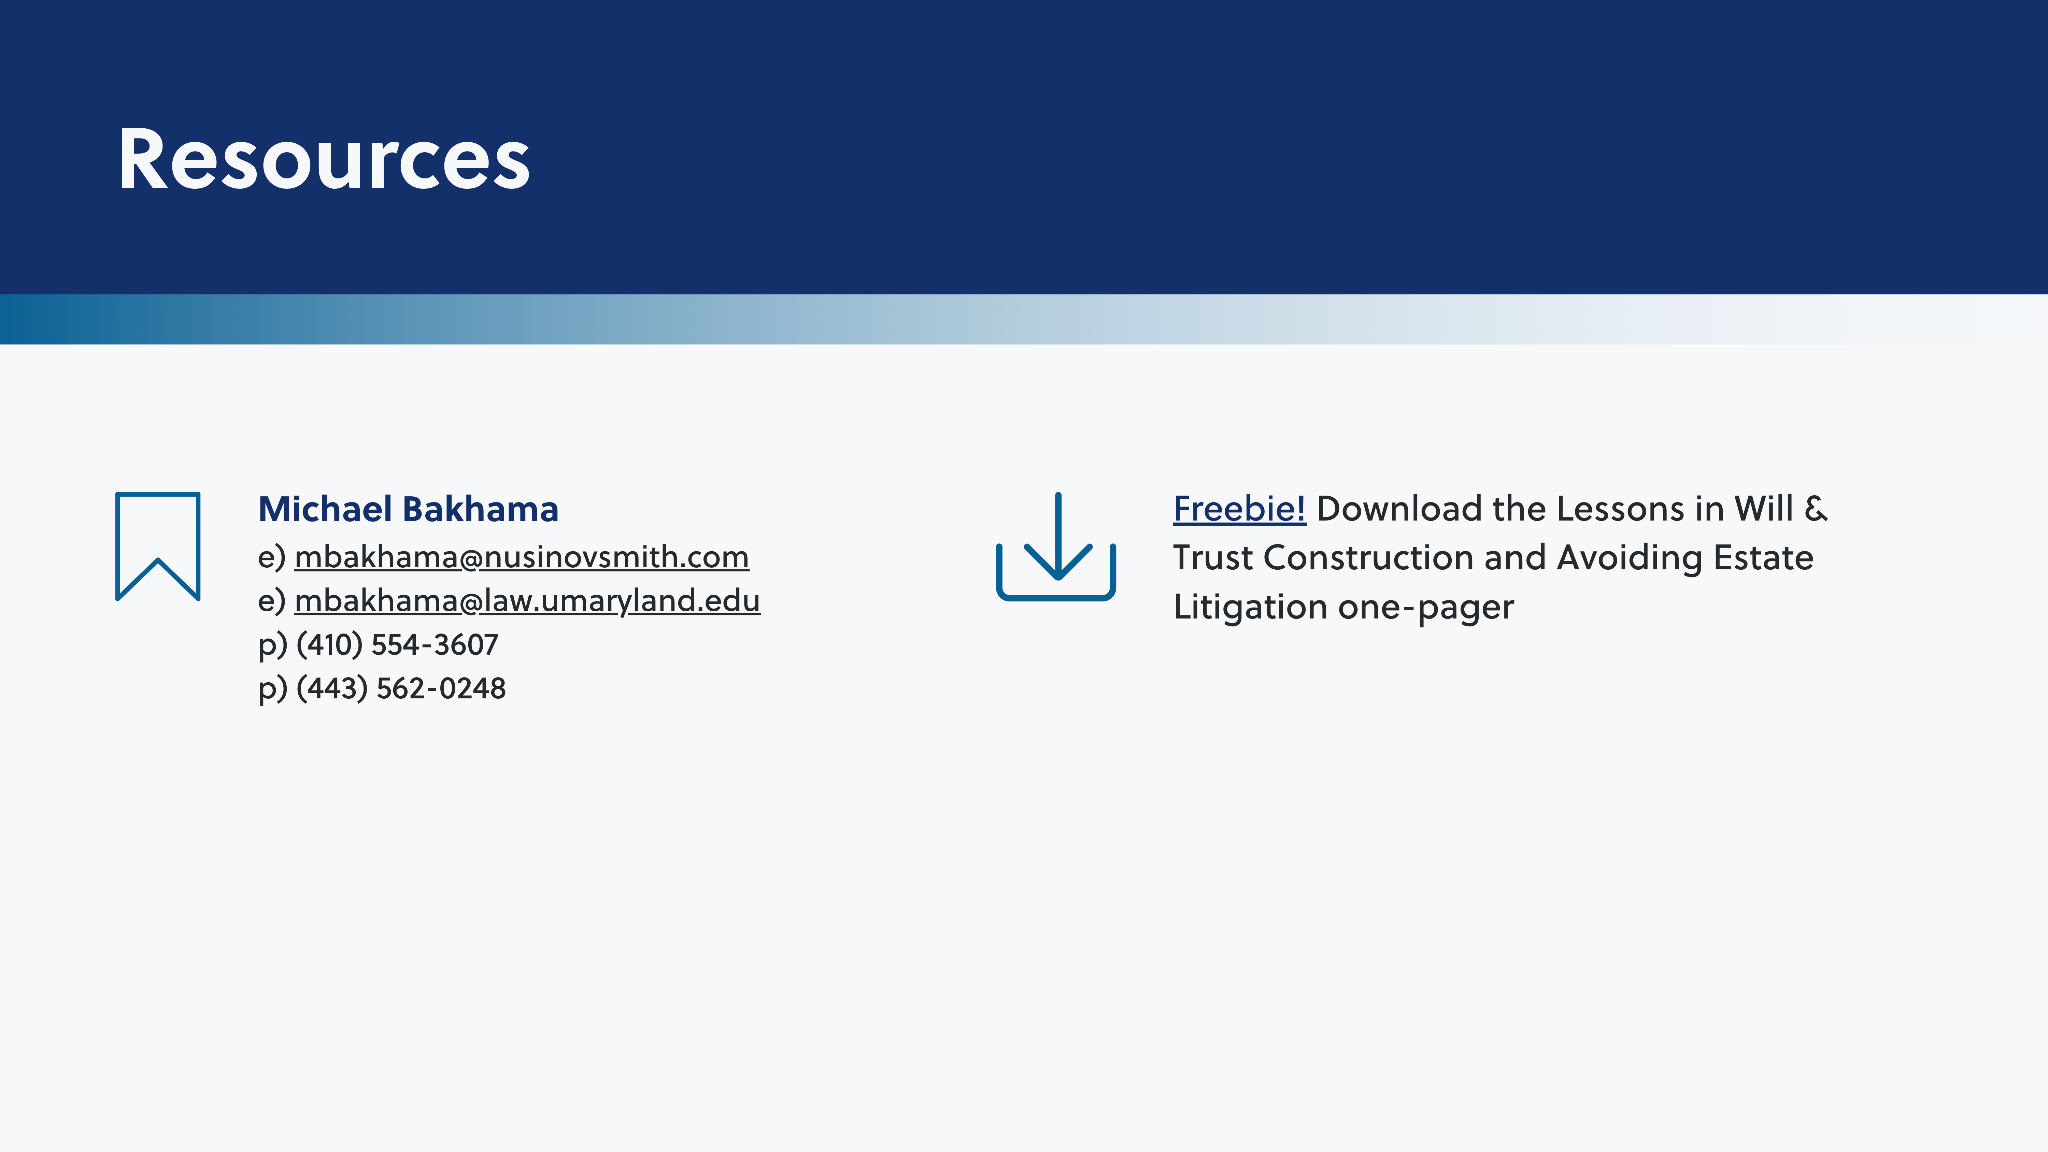 Resources
Michael Bakhama
e) mbakhama@nusinovsmith.com
e) mbakhama@law.umaryland.edu
p) (410) 554-3607
p) (443) 562-0248
Freebie! Download the Lessons in Will &
Trust Construction and Avoiding Estate
Litigation one-pager